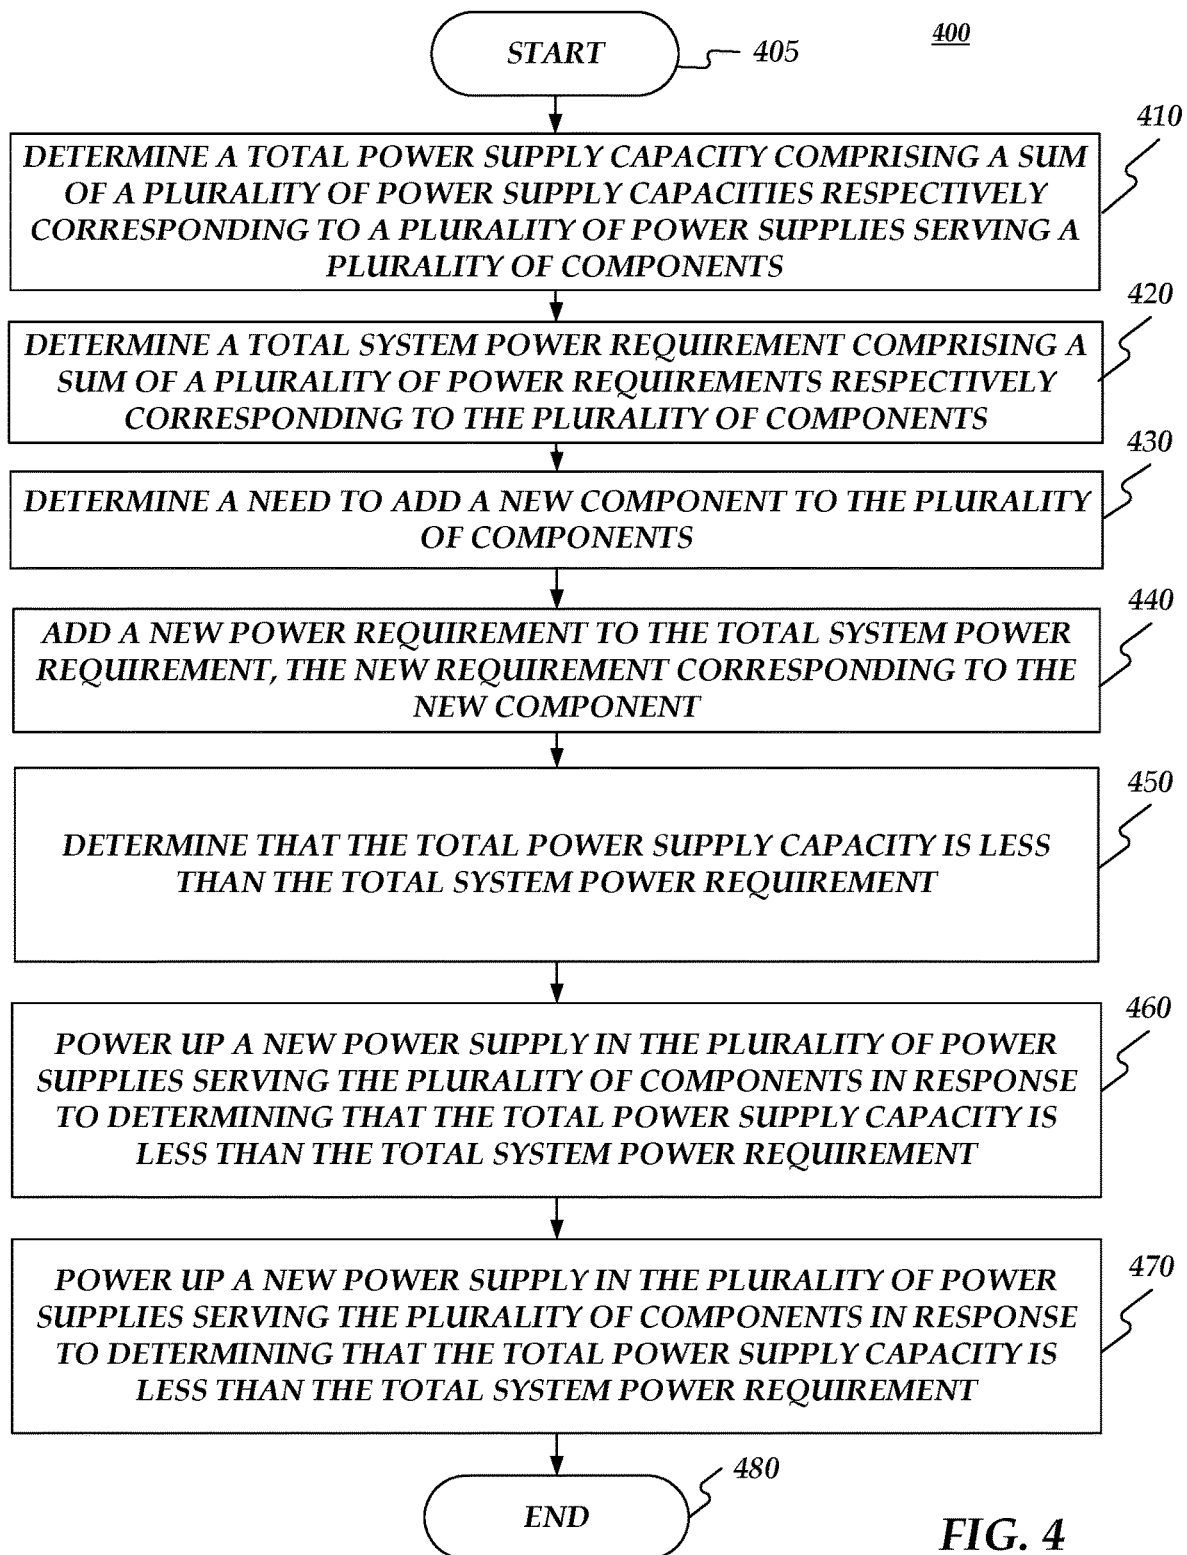 400
START
405
410
DETERMINE A TOTAL POWER SUPPLY CAPACITY COMPRISING A SUM
OF A PLURALITY OF POWER SUPPLY CAPACITIES RESPECTIVELY
CORRESPONDING TO A PLURALITY OF POWER SUPPLIES SERVING A
PLURALITY OF COMPONENTS
420
DETERMINE A TOTAL SYSTEM POWER REQUIREMENT COMPRISING A
SUM OF A PLURALITY OF POWER REQUIREMENTS RESPECTIVELY
CORRESPONDING TO THE PLURALITY OF COMPONENTS
430
DETERMINE A NEED TO ADD A NEW COMPONENT TO THE PLURALITY
OF COMPONENTS
440
ADD A NEW POWER REQUIREMENT TO THE TOTAL SYSTEM POWER
REQUIREMENT, THE NEW REQUIREMENT CORRESPONDING TO THE
NEW COMPONENT
450
DETERMINE THAT THE TOTAL POWER SUPPLY CAPACITY IS LESS
THAN THE TOTAL SYSTEM POWER REQUIREMENT
460
POWER UP A NEW POWER SUPPLY IN THE PLURALITY OF POWER
SUPPLIES SERVING THE PLURALITY OF COMPONENTS IN RESPONSE
TO DETERMINING THAT THE TOTAL POWER SUPPLY CAPACITY IS
LESS THAN THE TOTAL SYSTEM POWER REQUIREMENT
470
POWER UP A NEW POWER SUPPLY IN THE PLURALITY OF POWER
SUPPLIES SERVING THE PLURALITY OF COMPONENTS IN RESPONSE
TO DETERMINING THAT THE TOTAL POWER SUPPLY CAPACITY IS
LESS THAN THE TOTAL SYSTEM POWER REQUIREMENT
480
END
FIG. 4